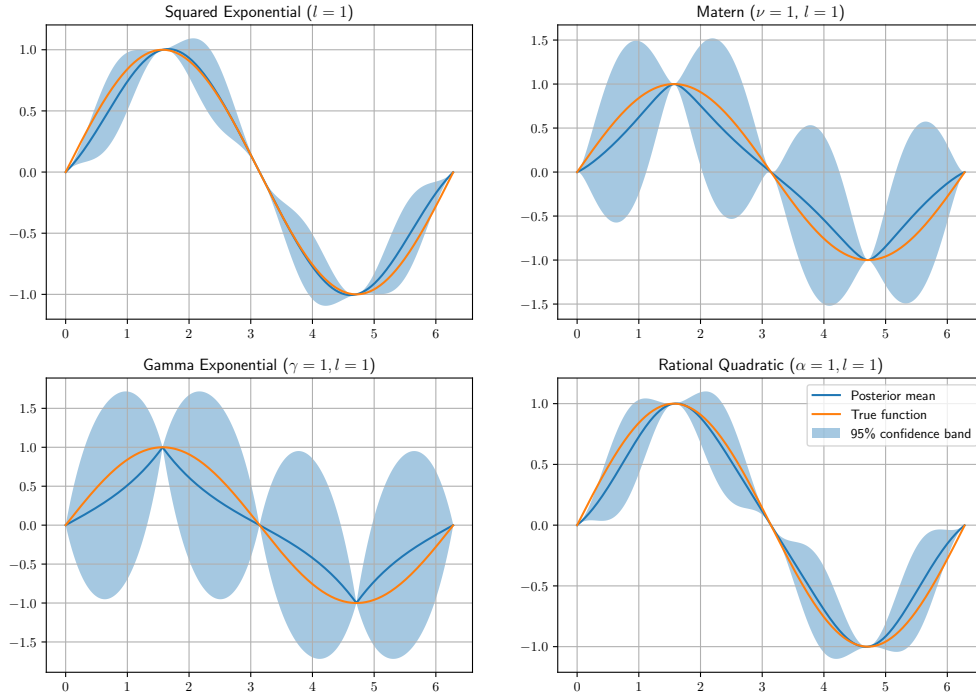 Squared Exponential (l = 1)
1.0
0.5
0.0
−0.5
−1.0
0 1 2 3 4 5 6
Matern (ν = 1, l = 1)
1.5
1.0
0.5
0.0
−0.5
−1.0
−1.5
0 1 2 3 4 5 6
Gamma Exponential (γ = 1, l = 1)
1.5
1.0
0.5
0.0
−0.5
−1.0
−1.5
0 1 2 3 4 5 6
Rational Quadratic (α = 1, l = 1)
Posterior mean
True function
95% confidence band
1.0
0.5
0.0
−0.5
−1.0
0 1 2 3 4 5 6